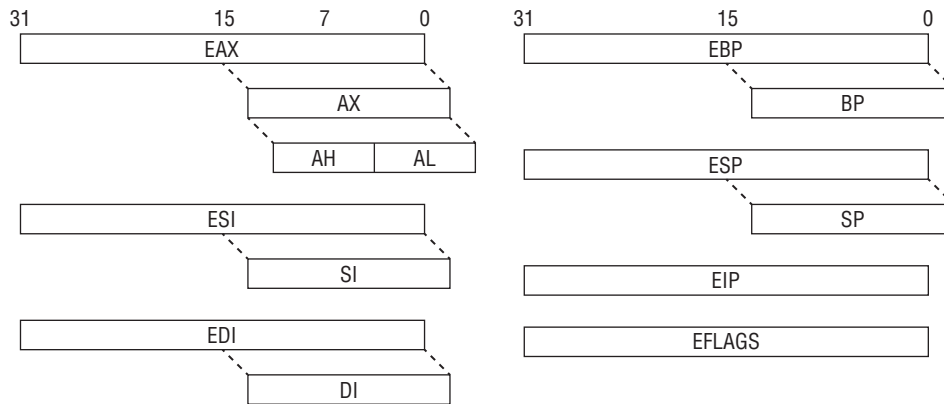 31 15 7 0
EAX
AX
AH AL
ESI
SI
EDI
DI
31 15 0
EBP
BP
ESP
SP
EIP
EFLAGS